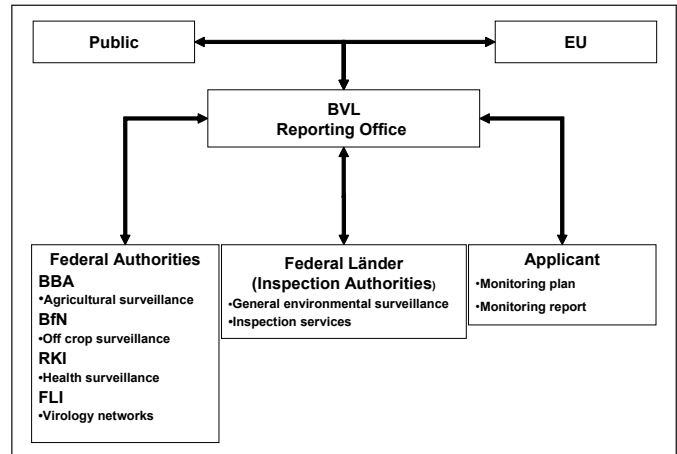 Public
EU
BVL
Reporting Office
Federal Authorities
BBA
•Agricultural surveillance
BfN
•Off crop surveillance
RKI
•Health surveillance
FLI
•Virology networks
Federal Länder
(Inspection Authorities)
•General environmental surveillance
•Inspection services
Applicant
•Monitoring plan
•Monitoring report